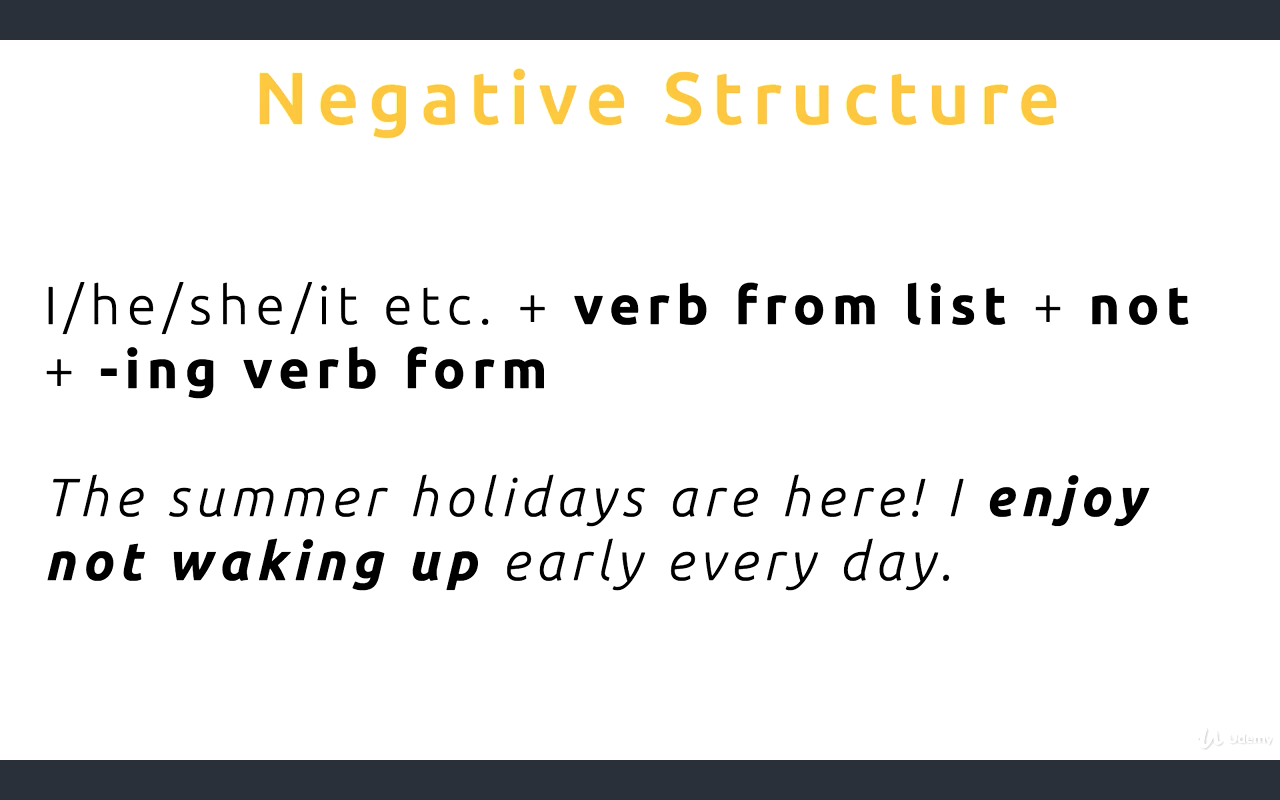 Negative Structure
I/he/she/it etc. + verb from list + not
+ -ing verb form
The summer holidays are here! I enjoy
not waking up early every day.
Udemy